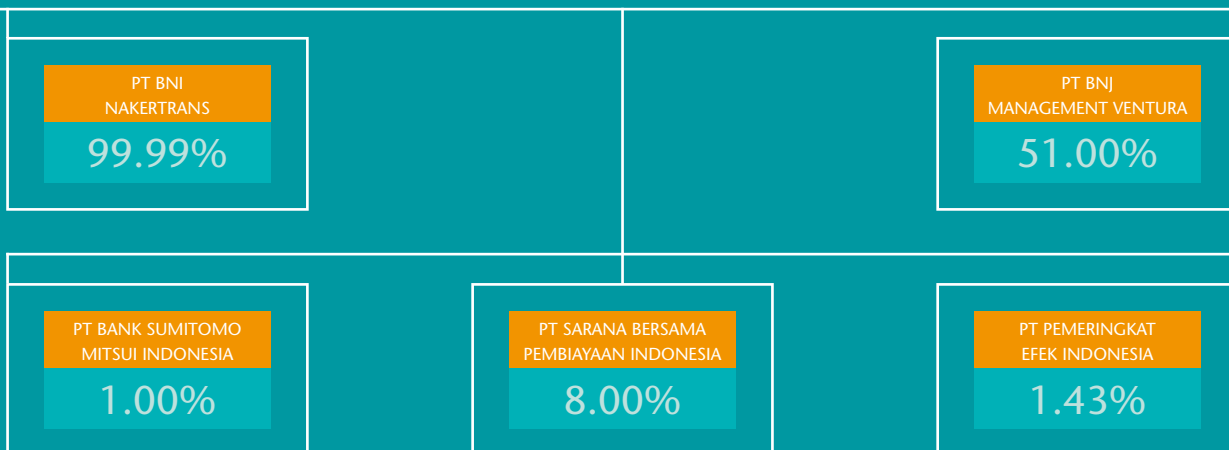 PT BNI
NAKERTRANS
99.99%
PT BNJ
MANAGEMENT VENTURA
51.00%
PT BANK SUMITOMO
MITSUI INDONESIA
1.00%
PT SARANA BERSAMA
PEMBIAYAAN INDONESIA
8.00%
PT PEMERINGKAT
EFEK INDONESIA
1.43%